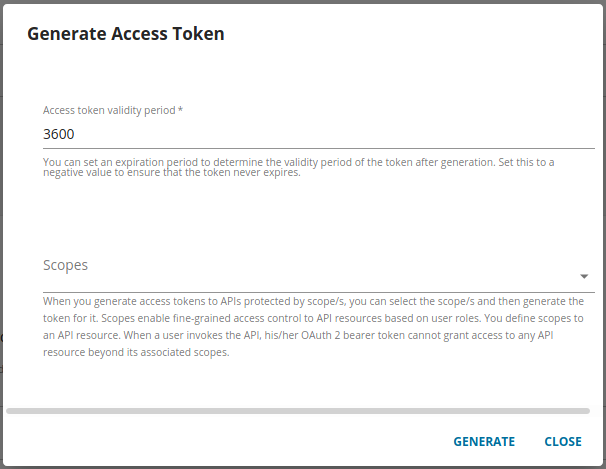 Generate Access Token
Access token validity period *
3600
You can set an expiration period to determine the validity period of the token after generation. Set this to a
negative value to ensure that the token never expires.
Scopes
When you generate access tokens to APIs protected by scope/s, you can select the scope/s and then generate the
token for it. Scopes enable fine-grained access control to API resources based on user roles. You define scopes to
an API resource. When a user invokes the API, his/her OAuth 2 bearer token cannot grant access to any API
resource beyond its associated scopes.
GENERATE CLOSE